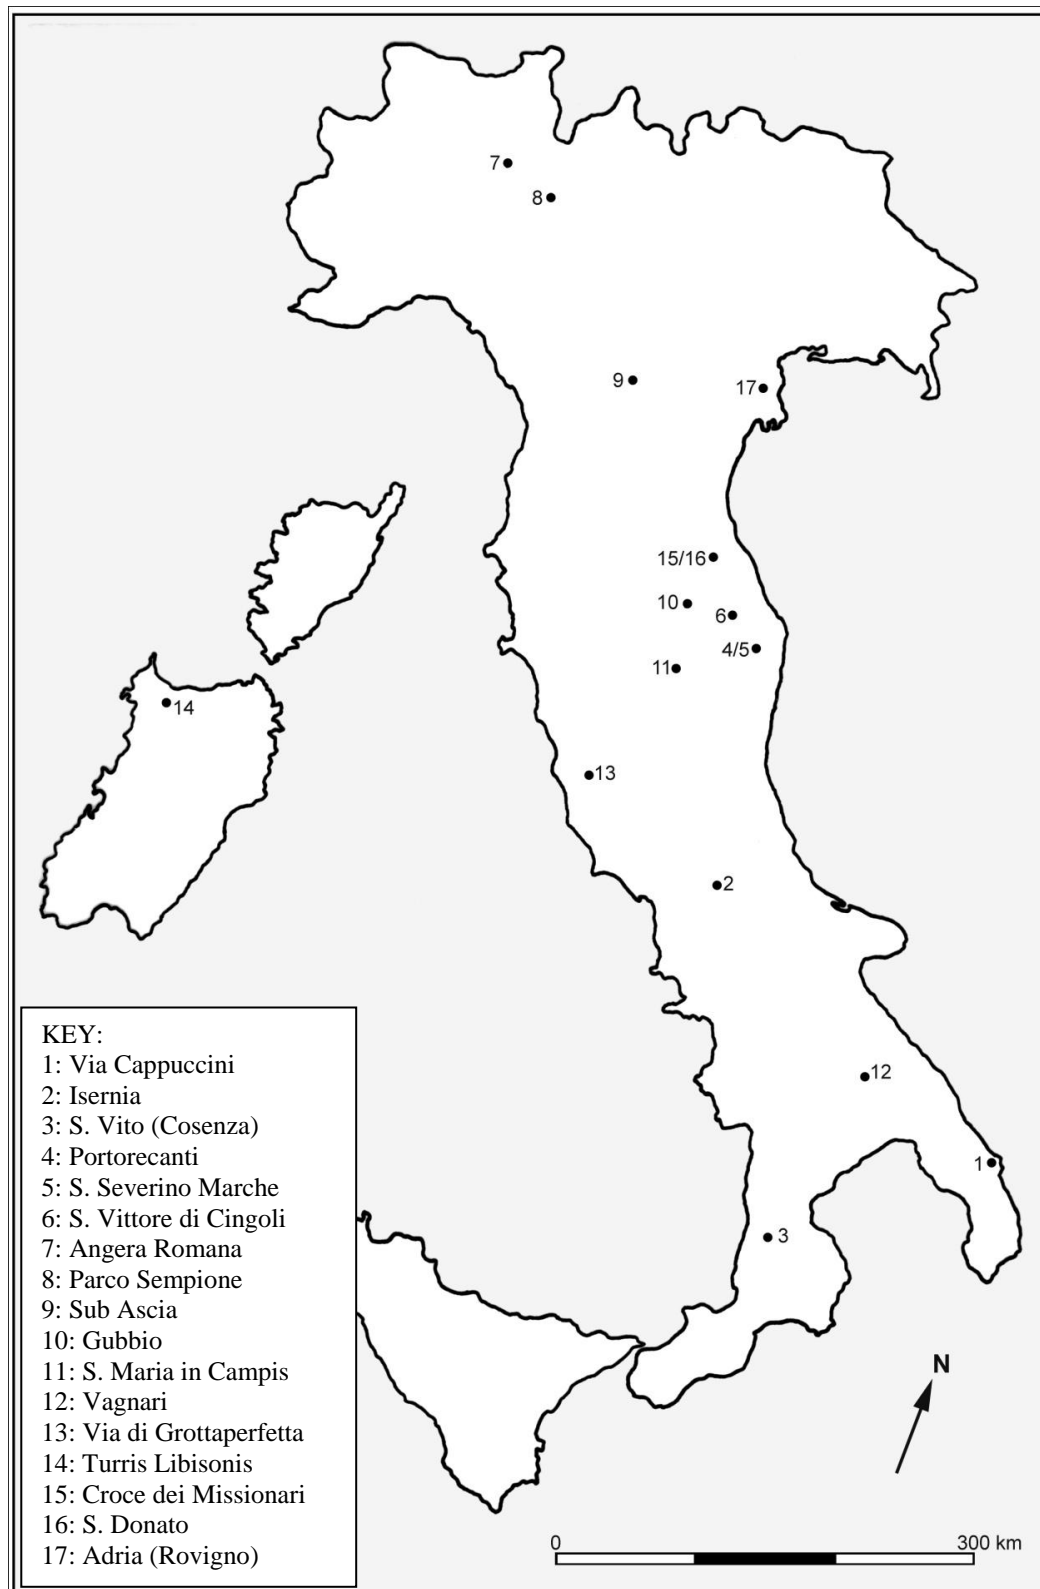 7
8
9
17
15/16
10
6
4/5
11
14
13
2
12
1
3
KEY:
1: Via Cappuccini
2: Isernia
3: S. Vito (Cosenza)
4: Portorecanti
5: S. Severino Marche
6: S. Vittore di Cingoli
7: Angera Romana
8: Parco Sempione
9: Sub Ascia
10: Gubbio
11: S. Maria in Campis
12: Vagnari
13: Via di Grottaperfetta
14: Turris Libisonis
15: Croce dei Missionari
16: S. Donato
17: Adria (Rovigno)
N
0 300 km